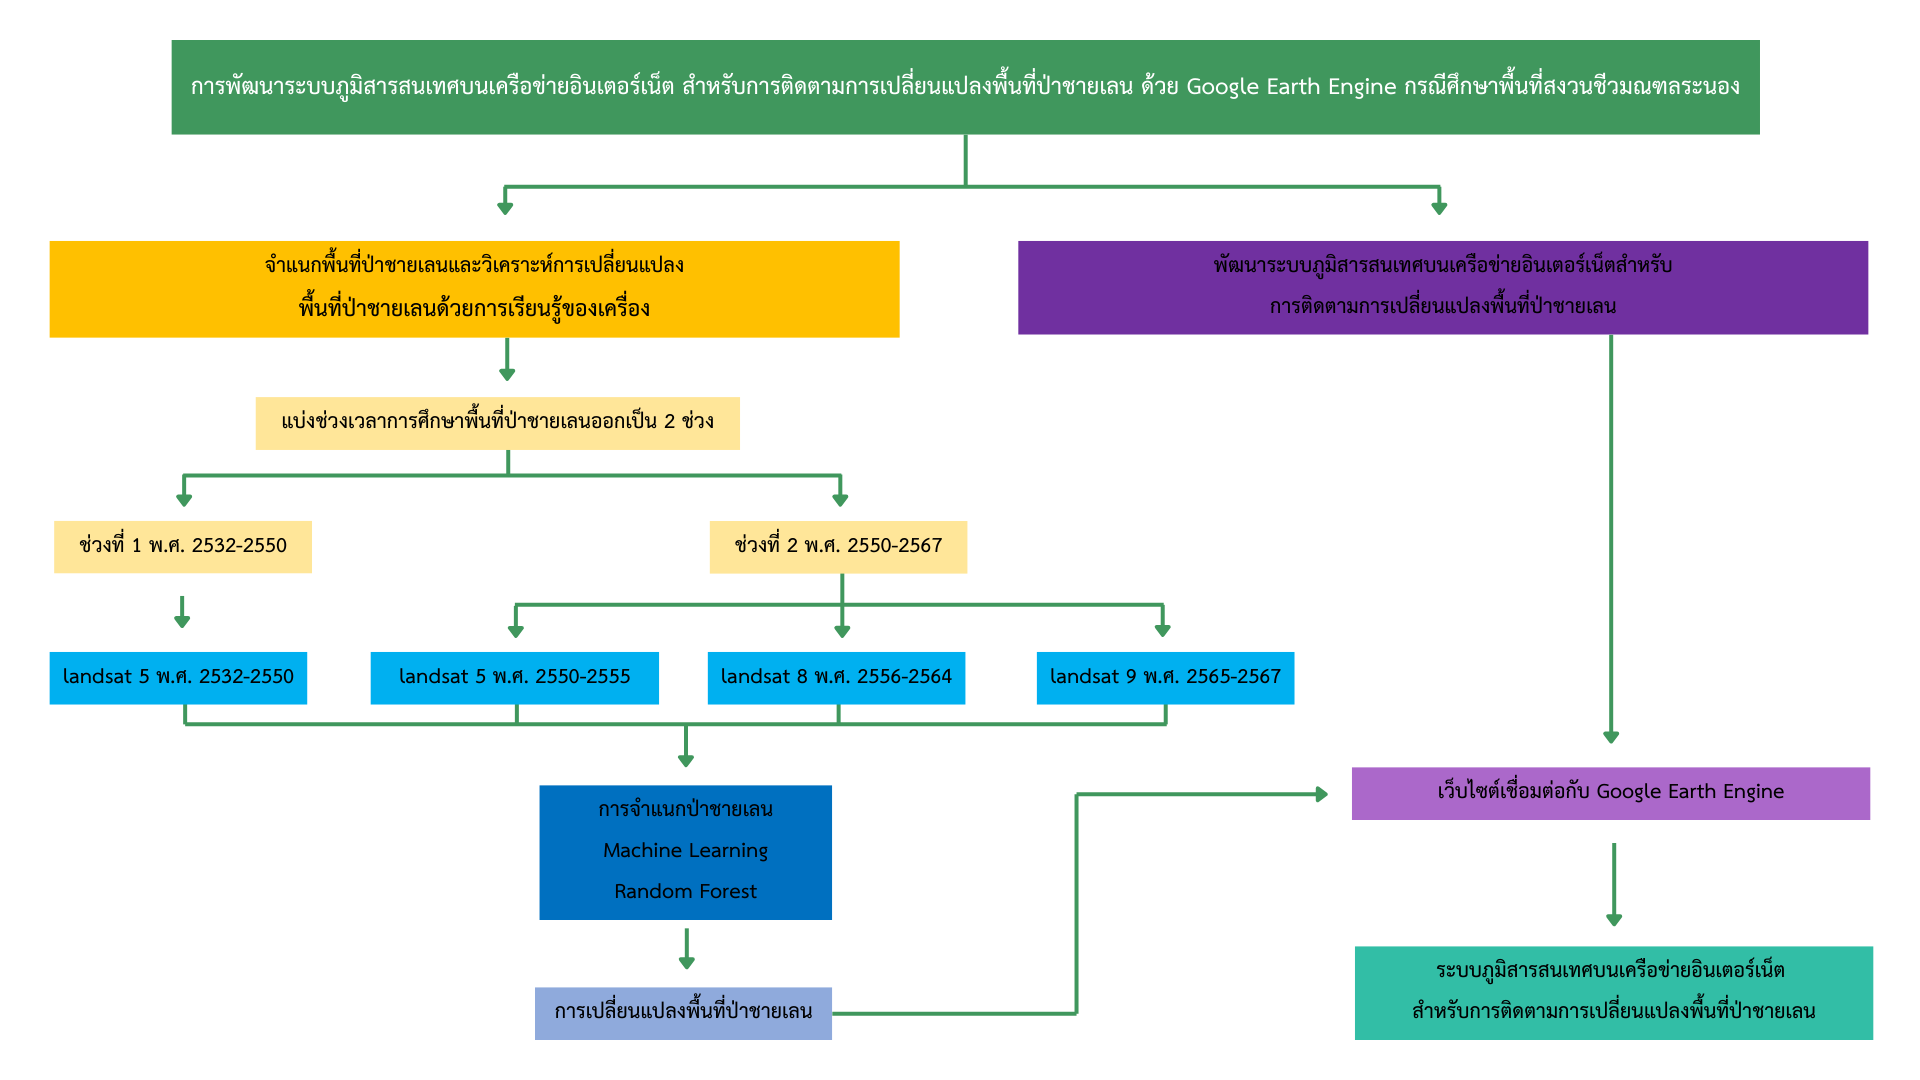 การพัฒนาระบบภูมิสารสนเทศบนเครือข่ายอินเตอร์เน็ต สำหรับการติดตามการเปลี่ยนแปลงพื้นที่ป่าชายเลน ด้วย Google Earth Engine กรณีศึกษาพื้นที่สงวนชีวมณฑลระนอง
จำแนกพื้นที่ป่าชายเลนและวิเคราะห์การเปลี่ยนแปลง
พื้นที่ป่าชายเลนด้วยการเรียนรู้ของเครื่อง
พัฒนาระบบภูมิสารสนเทศบนเครือข่ายอินเตอร์เน็ตสำหรับ
การติดตามการเปลี่ยนแปลงพื้นที่ป่าชายเลน
แบ่งช่วงเวลาการศึกษาพื้นที่ป่าชายเลนออกเป็น 2 ช่วง
ช่วงที่ 1 พ.ศ. 2532-2550
ช่วงที่ 2 พ.ศ. 2550-2567
landsat 5 พ.ศ. 2532-2550
landsat 5 พ.ศ. 2550-2555
landsat 8 พ.ศ. 2556-2564
landsat 9 พ.ศ. 2565-2567
การจำแนกป่าชายเลน
Machine Learning
Random Forest
การเปลี่ยนแปลงพื้นที่ป่าชายเลน
เว็บไซต์เชื่อมต่อกับ Google Earth Engine
ระบบภูมิสารสนเทศบนเครือข่ายอินเตอร์เน็ต
สำหรับการติดตามการเปลี่ยนแปลงพื้นที่ป่าชายเลน